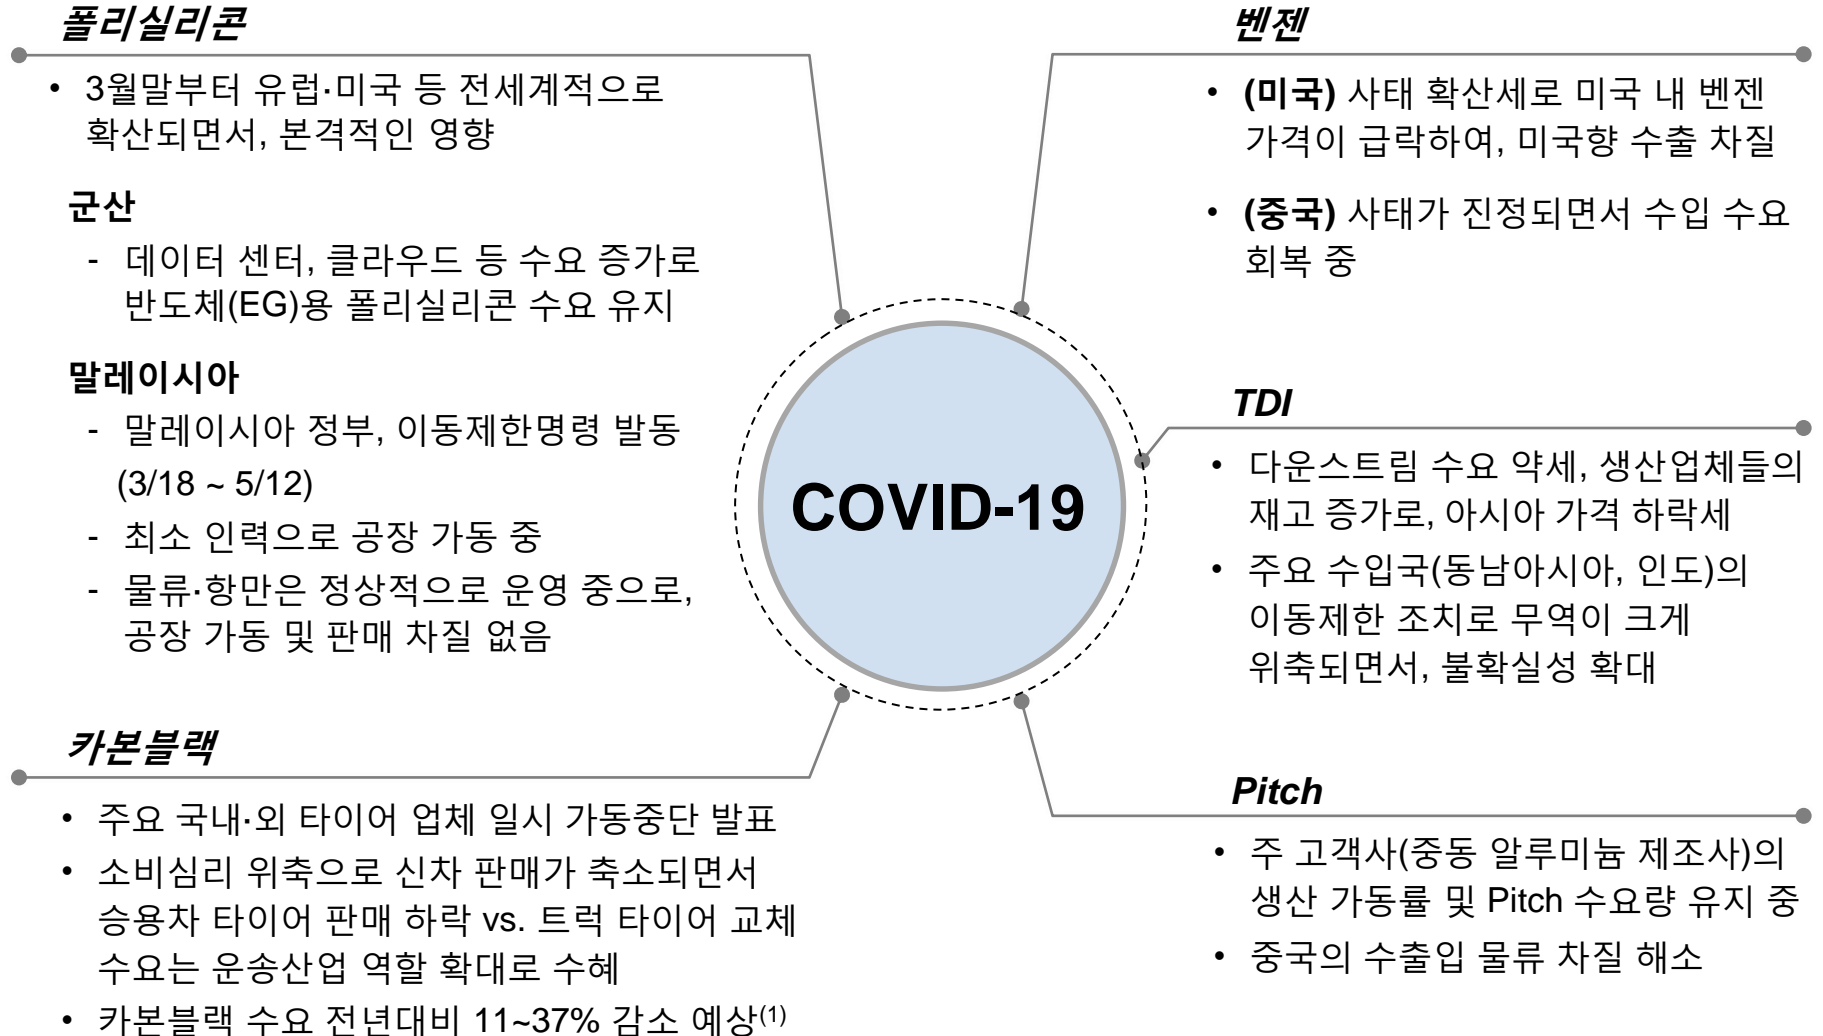 폴리실리콘
• 3월말부터 유럽·미국 등 전세계적으로
확산되면서, 본격적인 영향
군산
- 데이터 센터, 클라우드 등 수요 증가로
반도체(EG)용 폴리실리콘 수요 유지
말레이시아
- 말레이시아 정부, 이동제한명령 발동
(3/18 ~ 5/12)
- 최소 인력으로 공장 가동 중
- 물류·항만은 정상적으로 운영 중으로,
공장 가동 및 판매 차질 없음
카본블랙
• 주요 국내·외 타이어 업체 일시 가동중단 발표
• 소비심리 위축으로 신차 판매가 축소되면서
승용차 타이어 판매 하락 vs. 트럭 타이어 교체
수요는 운송산업 역할 확대로 수혜
• 카본블랙 수요 전년대비 11~37% 감소 예상(1)
COVID-19
벤젠
• (미국) 사태 확산세로 미국 내 벤젠
가격이 급락하여, 미국향 수출 차질
• (중국) 사태가 진정되면서 수입 수요
회복 중
TDI
• 다운스트림 수요 약세, 생산업체들의
재고 증가로, 아시아 가격 하락세
• 주요 수입국(동남아시아, 인도)의
이동제한 조치로 무역이 크게
위축되면서, 불확실성 확대
Pitch
• 주 고객사(중동 알루미늄 제조사)의
생산 가동률 및 Pitch 수요량 유지 중
• 중국의 수출입 물류 차질 해소